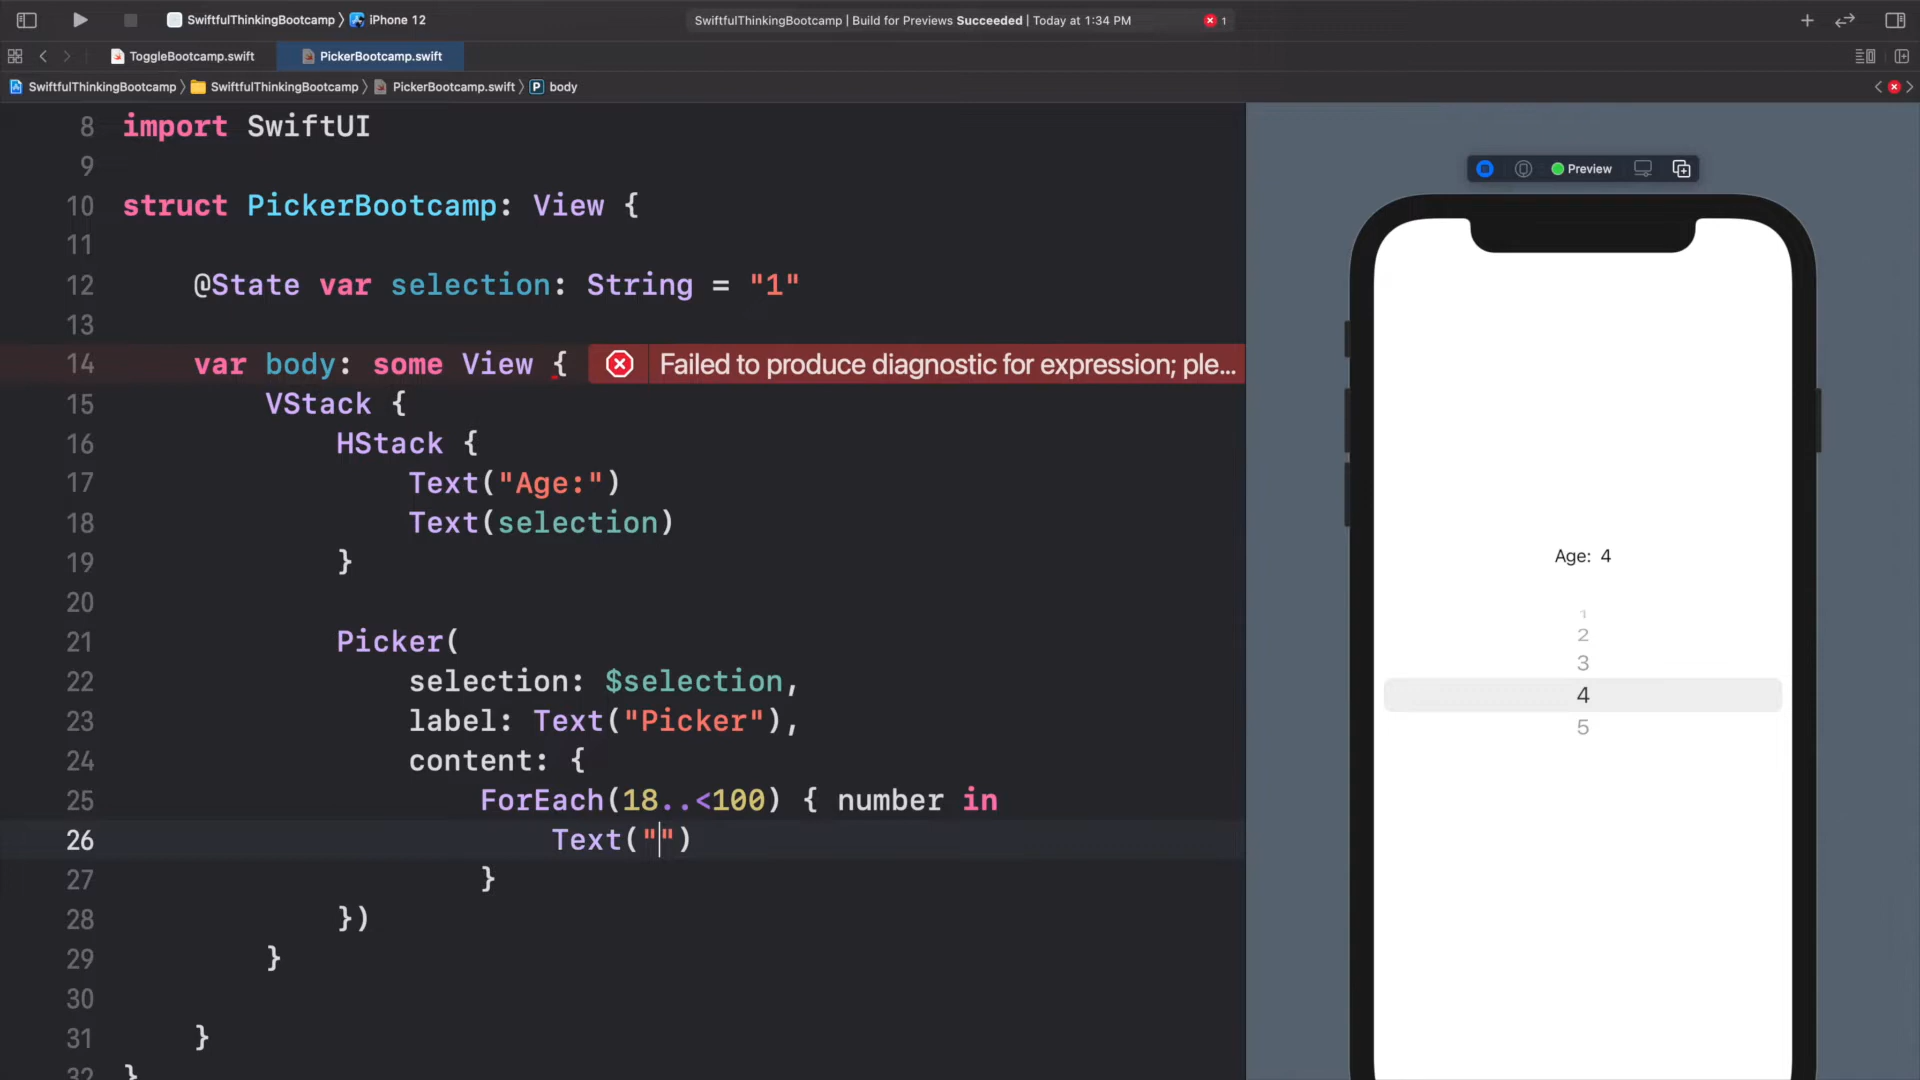 SwiftfulThinkingBootcamp 〉 iPhone 12
SwiftfulThinkingBootcamp | Build for Previews Succeeded | Today at 1:34 PM
1
ToggleBootcamp.swift
PickerBootcamp.swift
SwiftfulThinkingBootcamp 〉 SwiftfulThinkingBootcamp 〉 PickerBootcamp.swift 〉 P body
8 import SwiftUI
9
10 struct PickerBootcamp: View {
11
12 @State var selection: String = "1"
13
14 var body: some View { Failed to produce diagnostic for expression; ple...
15 VStack {
16 HStack {
17 Text("Age:")
18 Text(selection)
19 }
20
21 Picker(
22 selection: $selection,
23 label: Text("Picker"),
24 content: {
25 ForEach(18..<100) { number in
26 Text("")
27 }
28 })
29 }
30
31 }
32 }
Preview
Age: 4
1
2
3
4
5